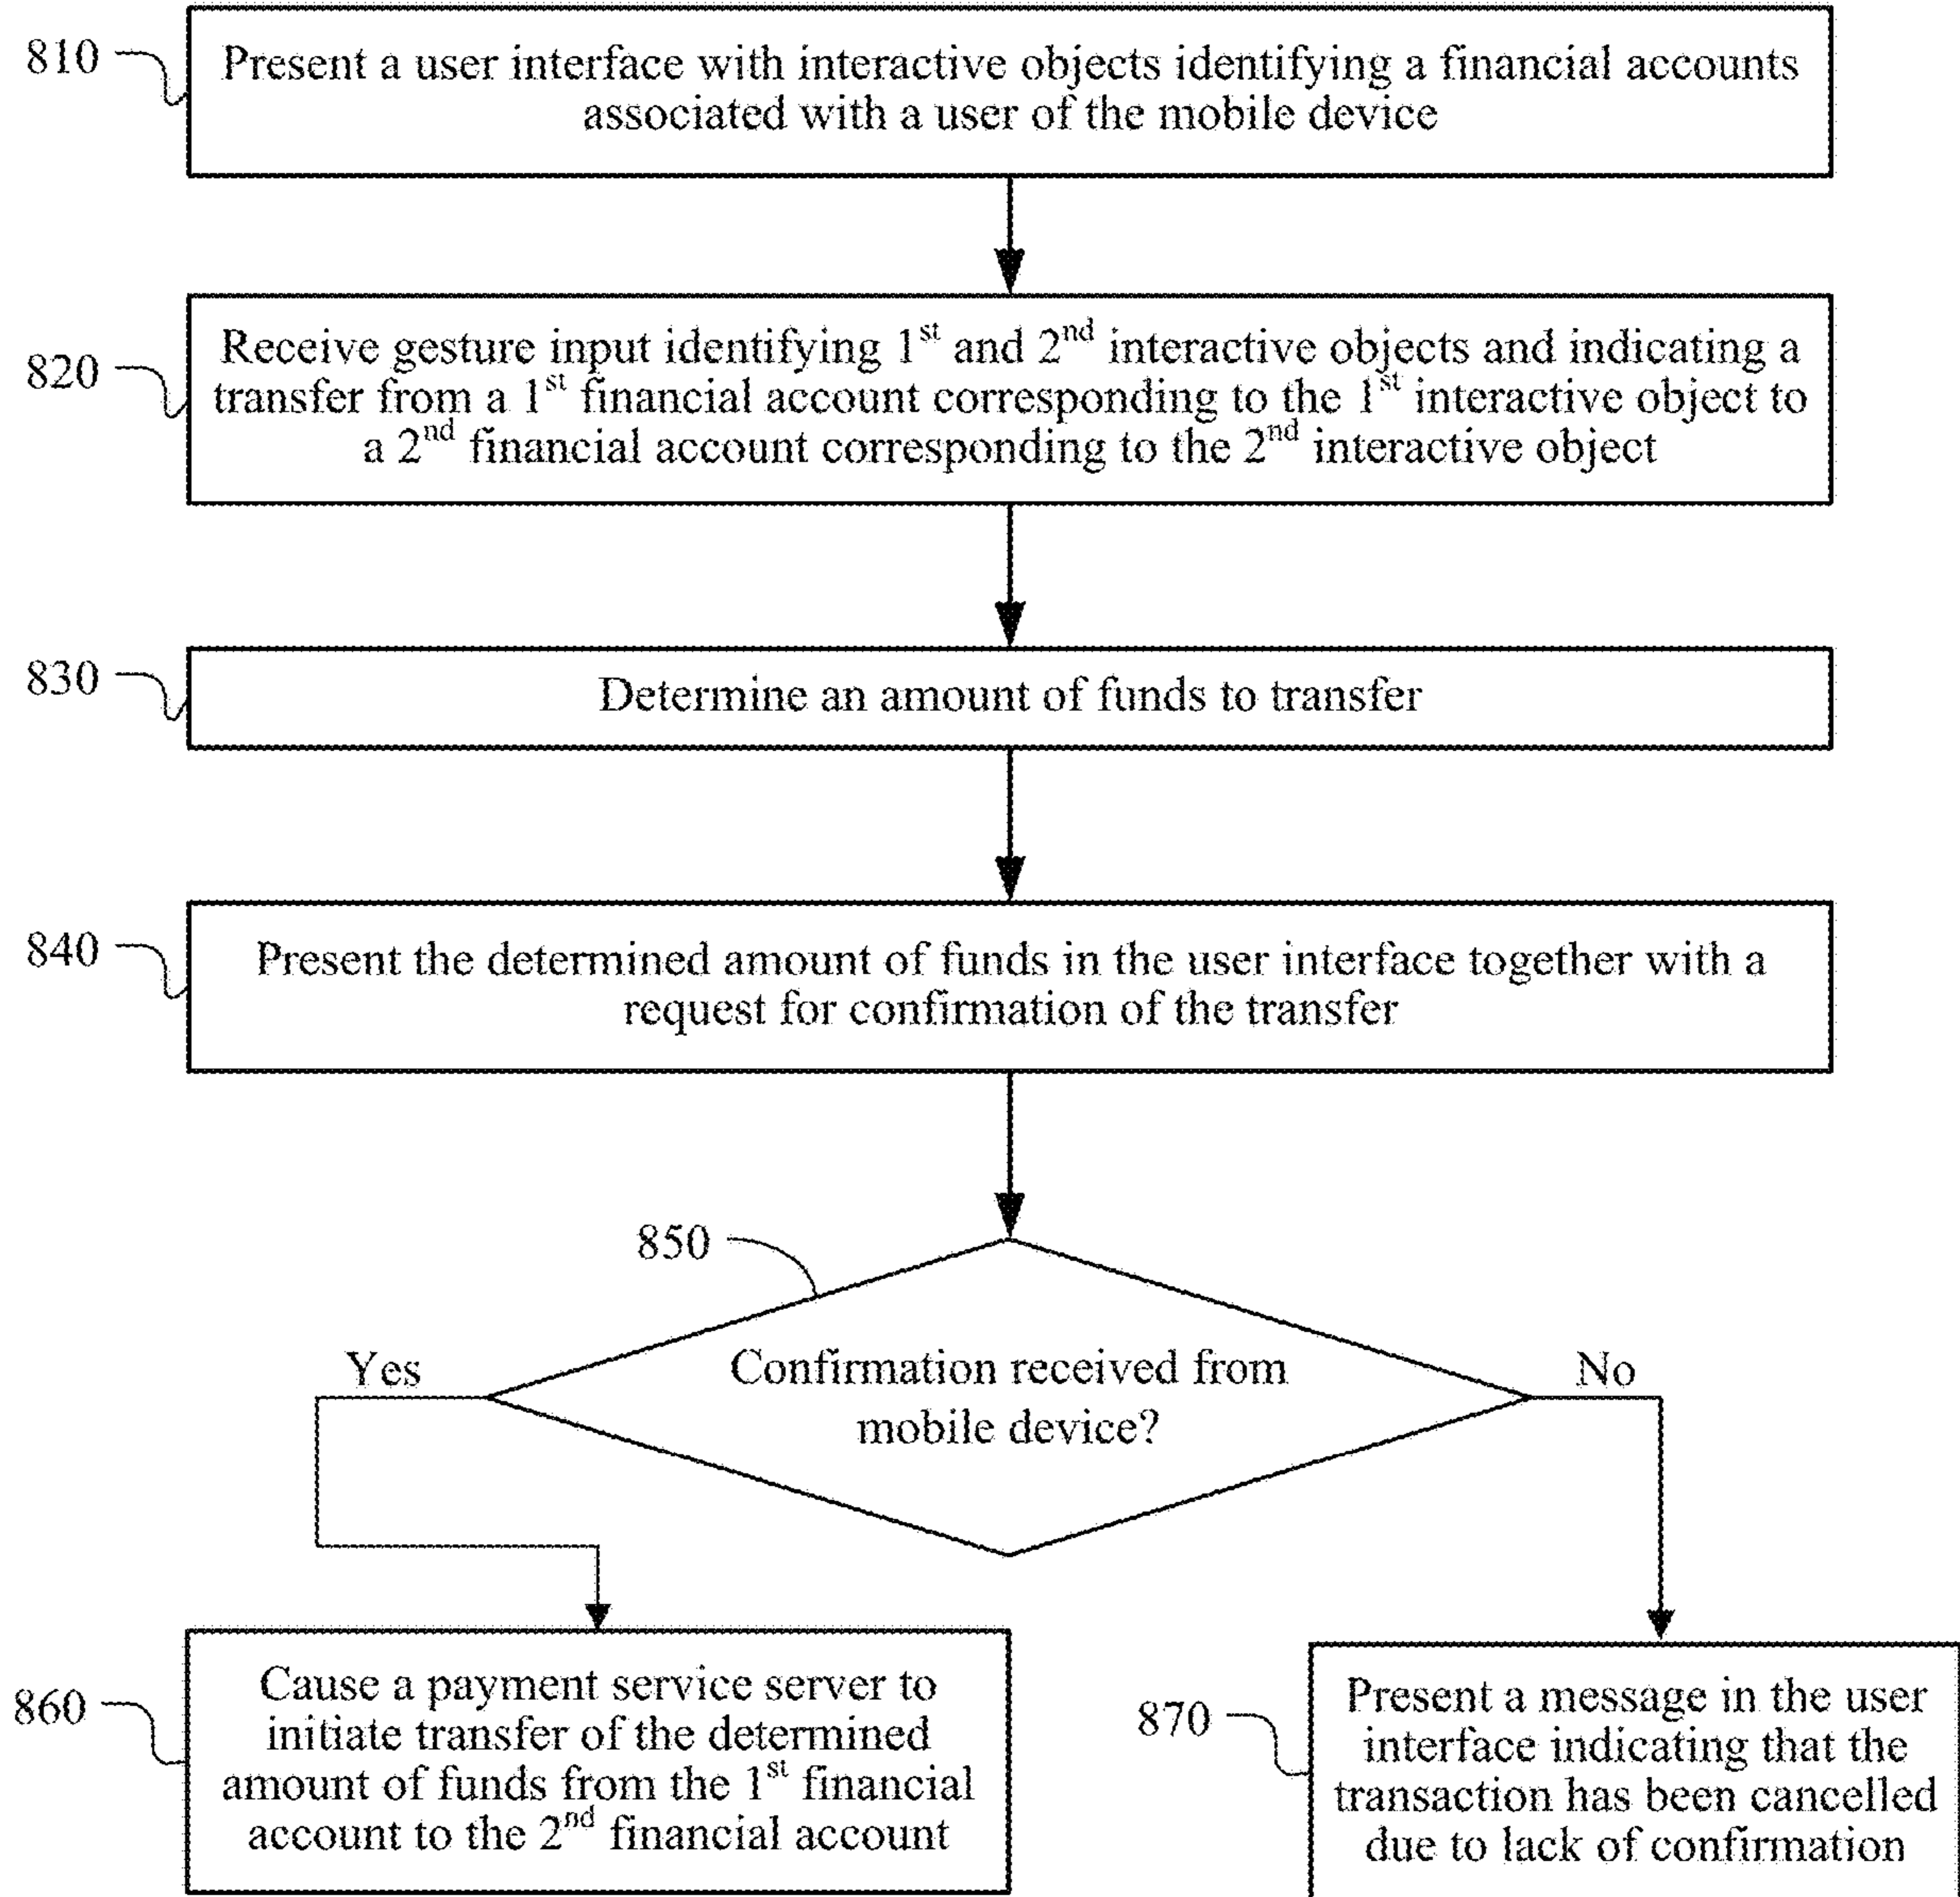 810
Present a user interface with interactive objects identifying a financial accounts
associated with a user of the mobile device
820
Receive gesture input identifying 1st and 2nd interactive objects and indicating a
transfer from a 1st financial account corresponding to the 1st interactive object to
a 2nd financial account corresponding to the 2nd interactive object
830
Determine an amount of funds to transfer
840
Present the determined amount of funds in the user interface together with a
request for confirmation of the transfer
850
Confirmation received from
mobile device?
Yes
No
860
Cause a payment service server to
initiate transfer of the determined
amount of funds from the 1st financial
account to the 2nd financial account
870
Present a message in the user
interface indicating that the
transaction has been cancelled
due to lack of confirmation